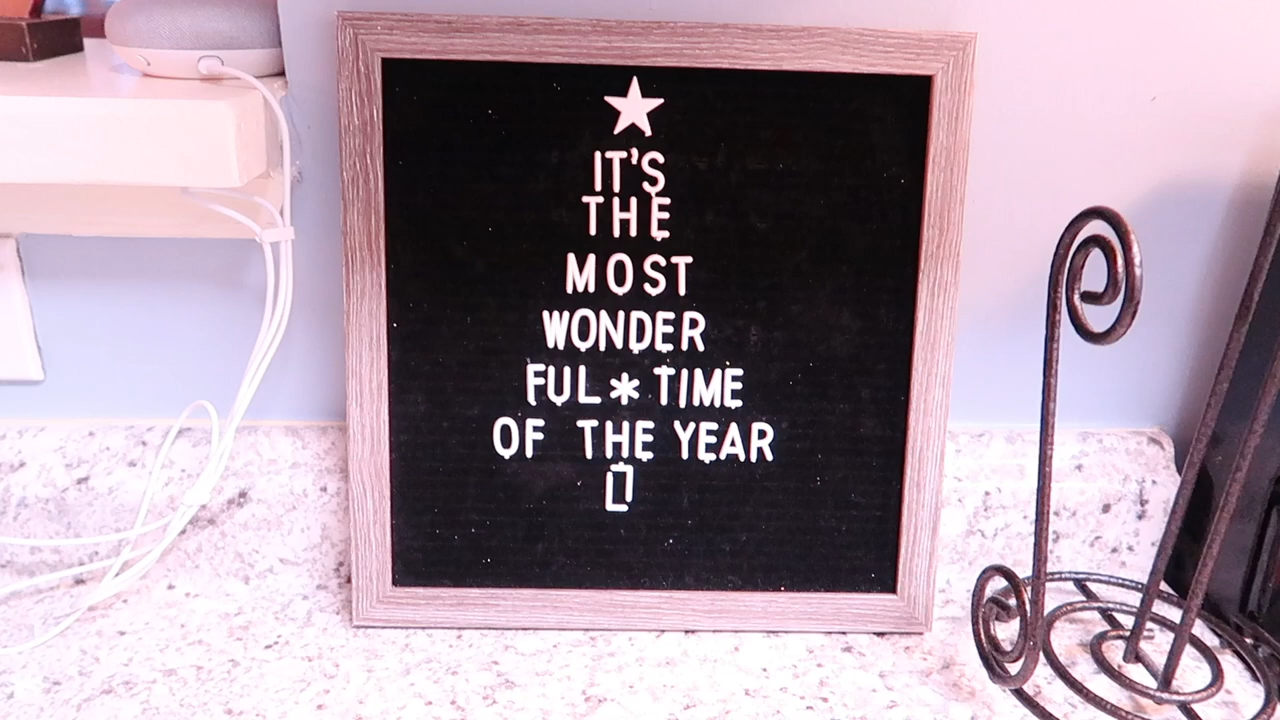 IT'S
THE
MOST
WONDER
FUL * TIME
OF THE YEAR